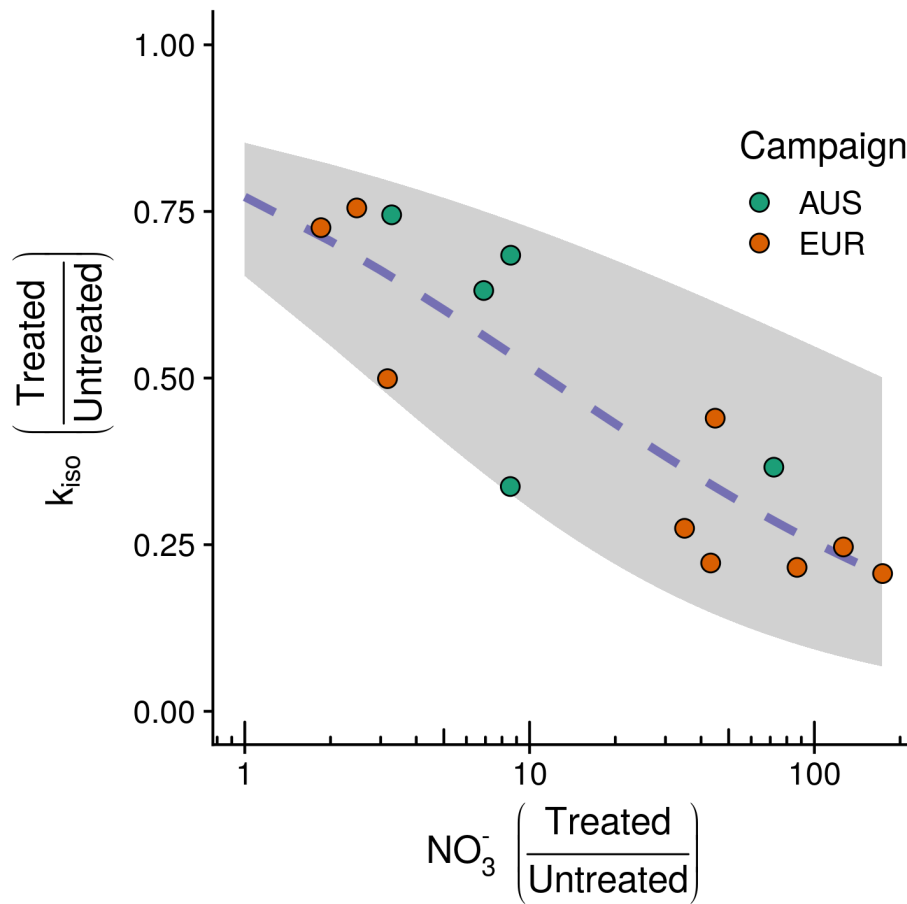 1.00
0.75
0.50
0.25
0.00
k_iso (Treated / Untreated)
1
10
100
NO₃⁻ (Treated / Untreated)
Campaign
AUS
EUR